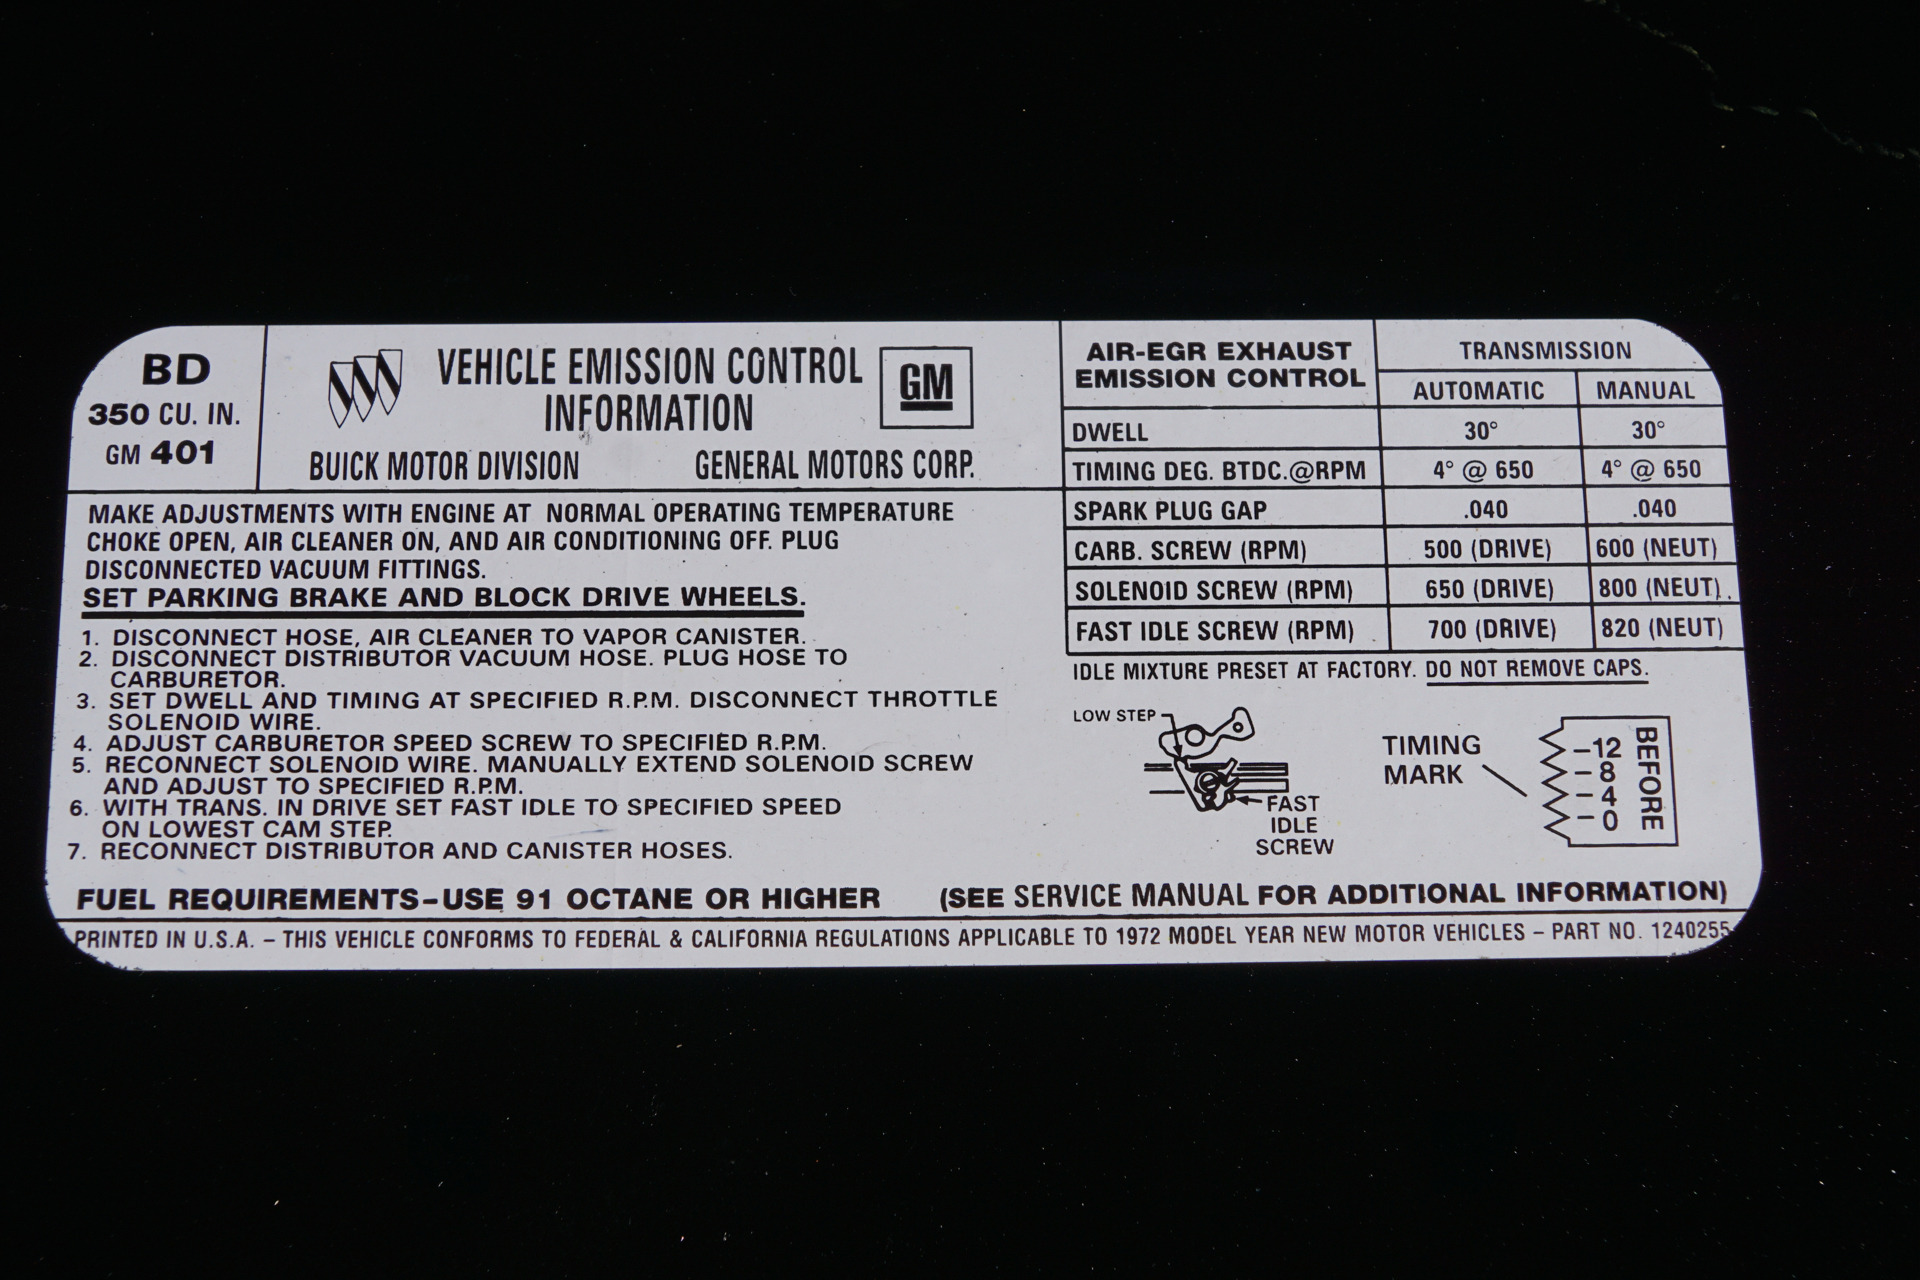 BD
350 CU. IN.
GM 401
VEHICLE EMISSION CONTROL
INFORMATION
GM
BUICK MOTOR DIVISION GENERAL MOTORS CORP.
MAKE ADJUSTMENTS WITH ENGINE AT NORMAL OPERATING TEMPERATURE
CHOKE OPEN, AIR CLEANER ON, AND AIR CONDITIONING OFF. PLUG
DISCONNECTED VACUUM FITTINGS.
SET PARKING BRAKE AND BLOCK DRIVE WHEELS.
1. DISCONNECT HOSE, AIR CLEANER TO VAPOR CANISTER.
2. DISCONNECT DISTRIBUTOR VACUUM HOSE. PLUG HOSE TO
CARBURETOR.
3. SET DWELL AND TIMING AT SPECIFIED R.P.M. DISCONNECT THROTTLE
SOLENOID WIRE.
4. ADJUST CARBURETOR SPEED SCREW TO SPECIFIED R.P.M.
5. RECONNECT SOLENOID WIRE. MANUALLY EXTEND SOLENOID SCREW
AND ADJUST TO SPECIFIED R.P.M.
6. WITH TRANS. IN DRIVE SET FAST IDLE TO SPECIFIED SPEED
ON LOWEST CAM STEP.
7. RECONNECT DISTRIBUTOR AND CANISTER HOSES.
AIR-EGR EXHAUST
EMISSION CONTROL
TRANSMISSION
AUTOMATIC MANUAL
DWELL 30° 30°
TIMING DEG. BTDC.@RPM 4° @ 650 4° @ 650
SPARK PLUG GAP .040 .040
CARB. SCREW (RPM) 500 (DRIVE) 600 (NEUT)
SOLENOID SCREW (RPM) 650 (DRIVE) 800 (NEUT).
FAST IDLE SCREW (RPM) 700 (DRIVE) 820 (NEUT)
IDLE MIXTURE PRESET AT FACTORY. DO NOT REMOVE CAPS.
LOW STEP
FAST
IDLE
SCREW
TIMING
MARK
-12
-8
-4
-0
BEFORE
FUEL REQUIREMENTS-USE 91 OCTANE OR HIGHER (SEE SERVICE MANUAL FOR ADDITIONAL INFORMATION)
PRINTED IN U.S.A. – THIS VEHICLE CONFORMS TO FEDERAL & CALIFORNIA REGULATIONS APPLICABLE TO 1972 MODEL YEAR NEW MOTOR VEHICLES – PART NO. 1240255